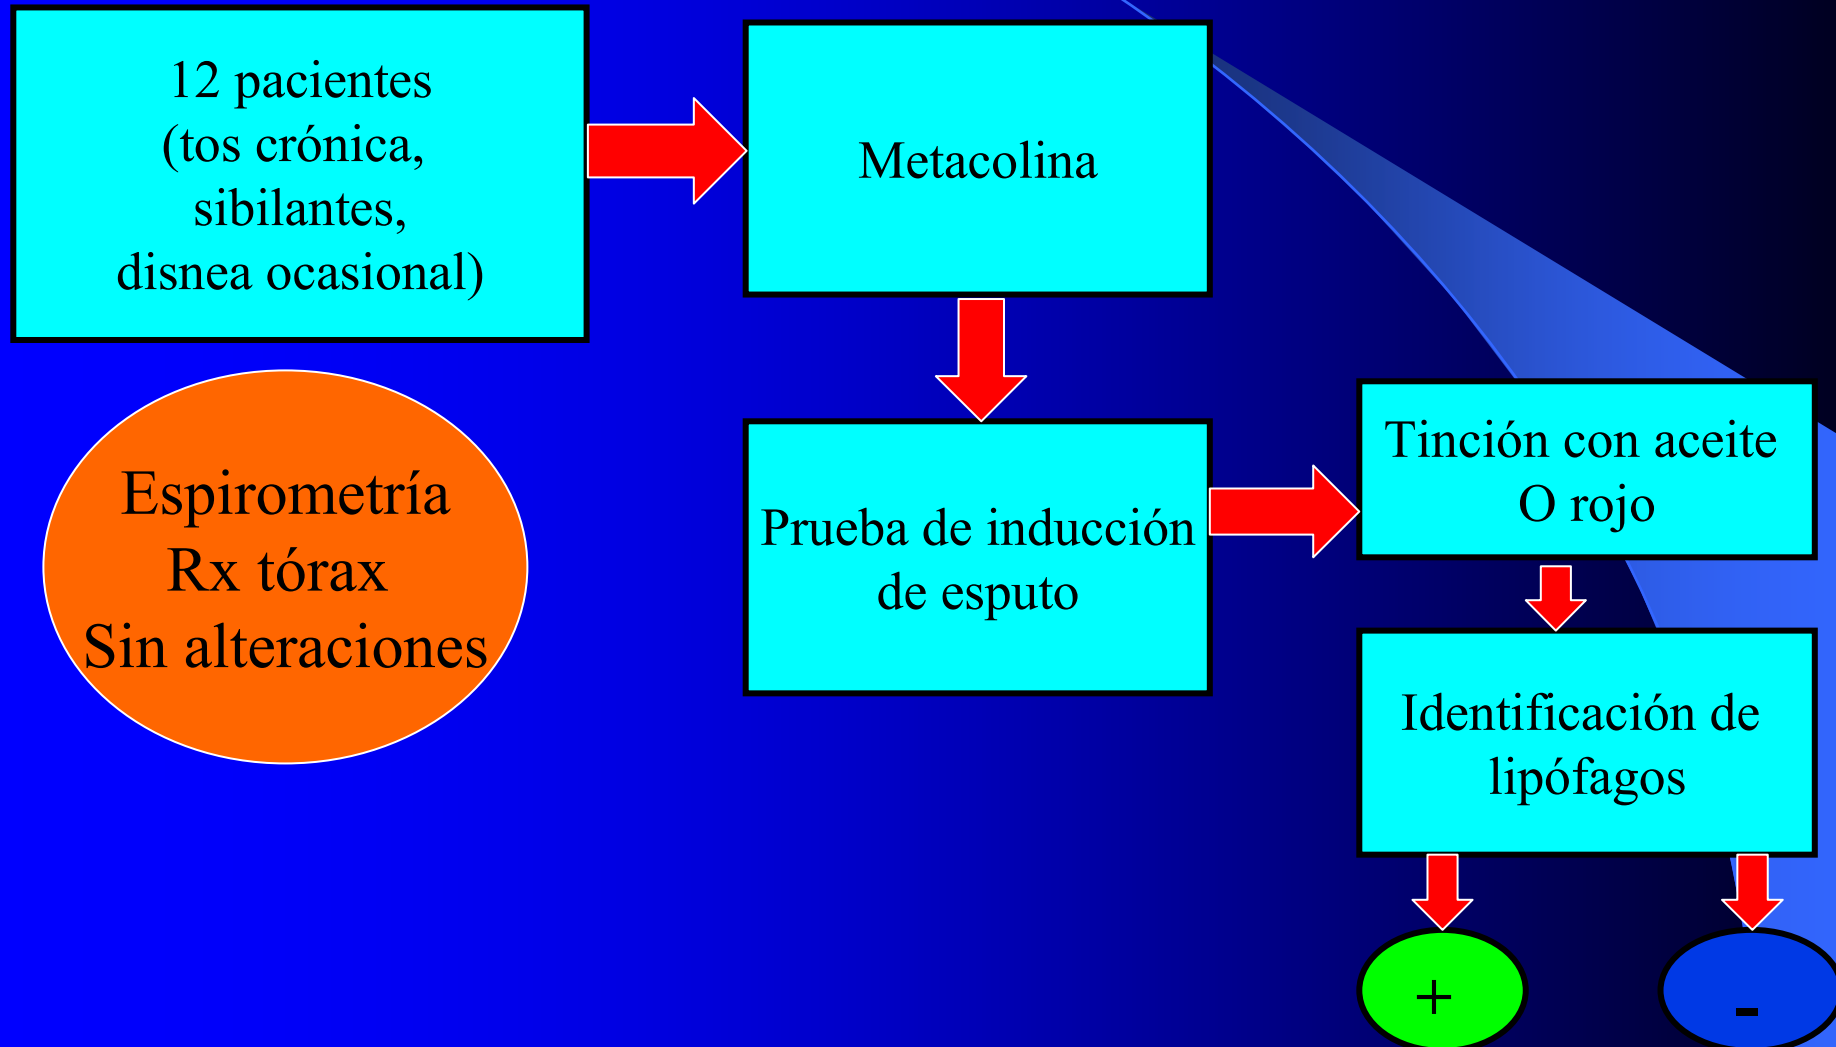 12 pacientes
(tos crónica,
sibilantes,
disnea ocasional)
Metacolina
Espirometría
Rx tórax
Sin alteraciones
Prueba de inducción
de esputo
Tinción con aceite
O rojo
Identificación de
lipófagos
+
-